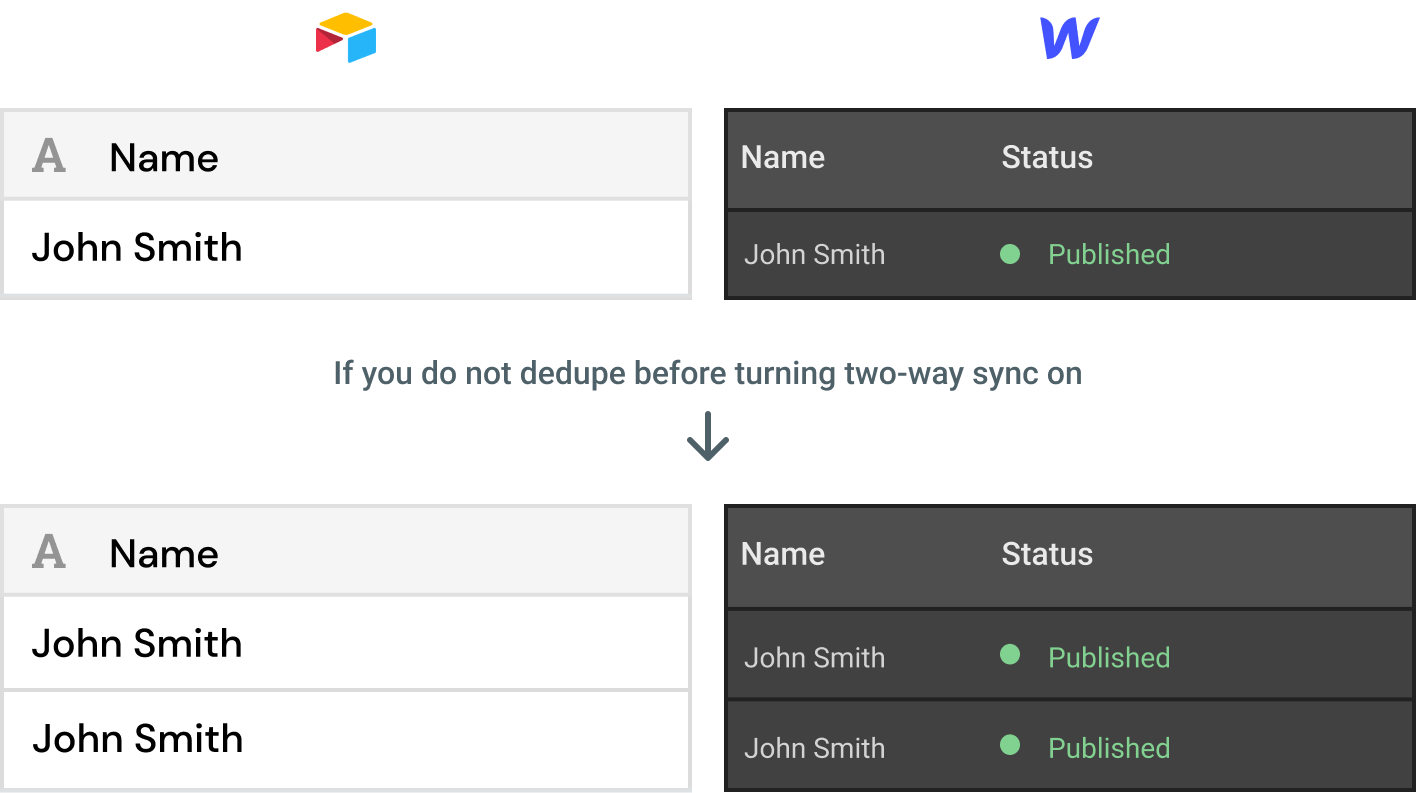 A Name
John Smith
Name Status
John Smith Published
If you do not dedupe before turning two-way sync on
A Name
John Smith
John Smith
Name Status
John Smith Published
John Smith Published